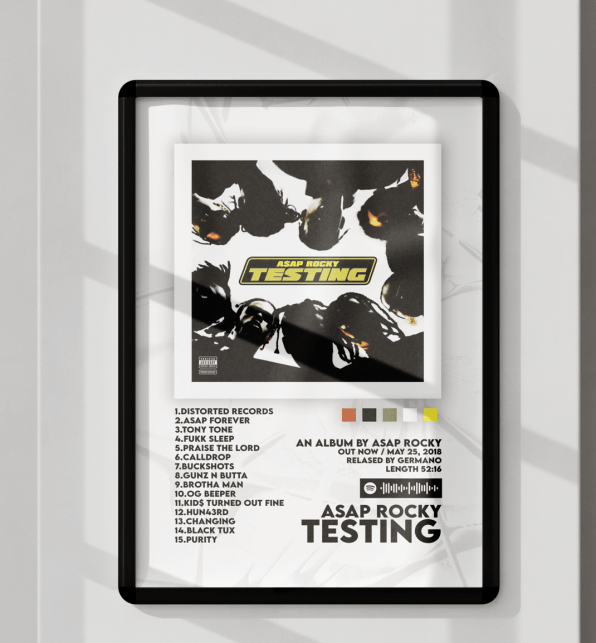 ASAP ROCKY
TESTING
1.DISTORTED RECORDS
2.ASAP FOREVER
3.TONY TONE
4.FUKK SLEEP
5.PRAISE THE LORD
6.CALLDROP
7.BUCKSHOTS
8.GUNZ N BUTTA
9.BROTHA MAN
10.OG BEEPER
11.KID$ TURNED OUT FINE
12.HUN43RD
13.CHANGING
14.BLACK TUX
15.PURITY
AN ALBUM BY ASAP ROCKY
OUT NOW / MAY 25, 2018
RELASED BY GERMANO
LENGTH 52:16
ASAP ROCKY
TESTING